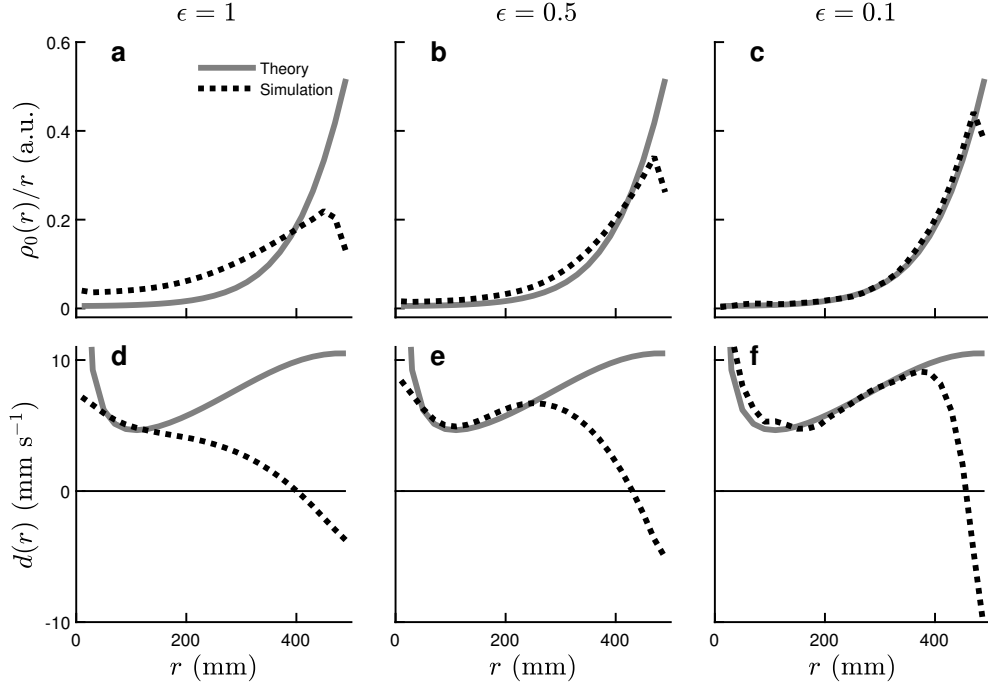 ϵ = 1
ϵ = 0.5
ϵ = 0.1
ρ₀(r)/r (a.u.)
0.6
0.4
0.2
0
a
Theory
Simulation
b
c
d(r) (mm s⁻¹)
10
0
-10
d
e
f
0 200 400
0 200 400
0 200 400
r (mm)
r (mm)
r (mm)